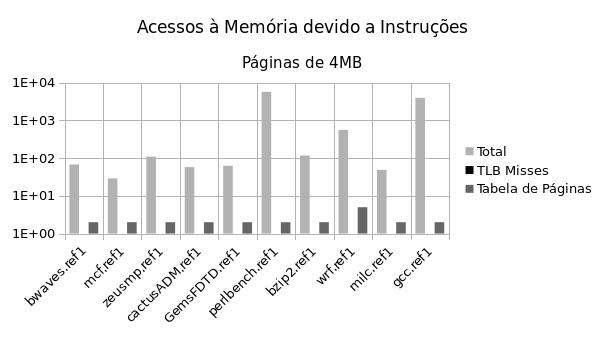 Acessos à Memória devido a Instruções
Páginas de 4MB
1E+04
1E+03
1E+02
1E+01
1E+00
bwaves.ref1
mcf.ref1
zeusmp.ref1
cactusADM.ref1
GemsFDTD.ref1
perlbench.ref1
bzip2.ref1
wrf.ref1
milc.ref1
gcc.ref1
Total
TLB Misses
Tabela de Páginas